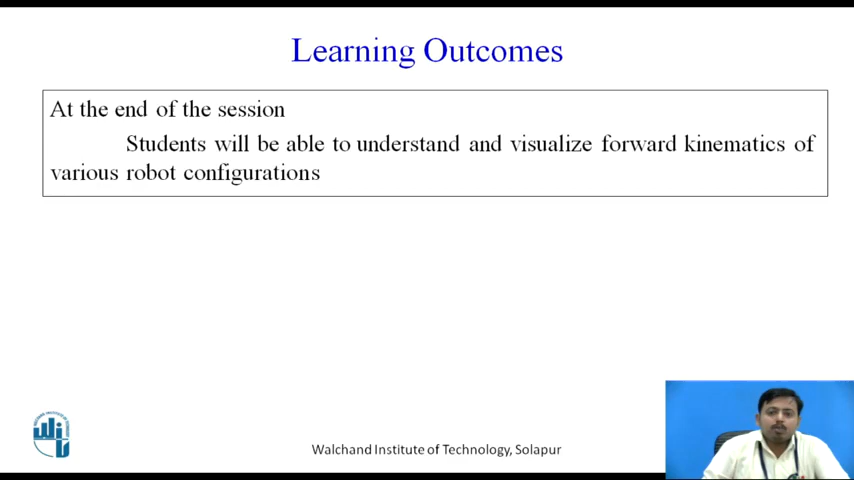 Learning Outcomes
At the end of the session
Students will be able to understand and visualize forward kinematics of
various robot configurations
Walchand Institute of Technology, Solapur